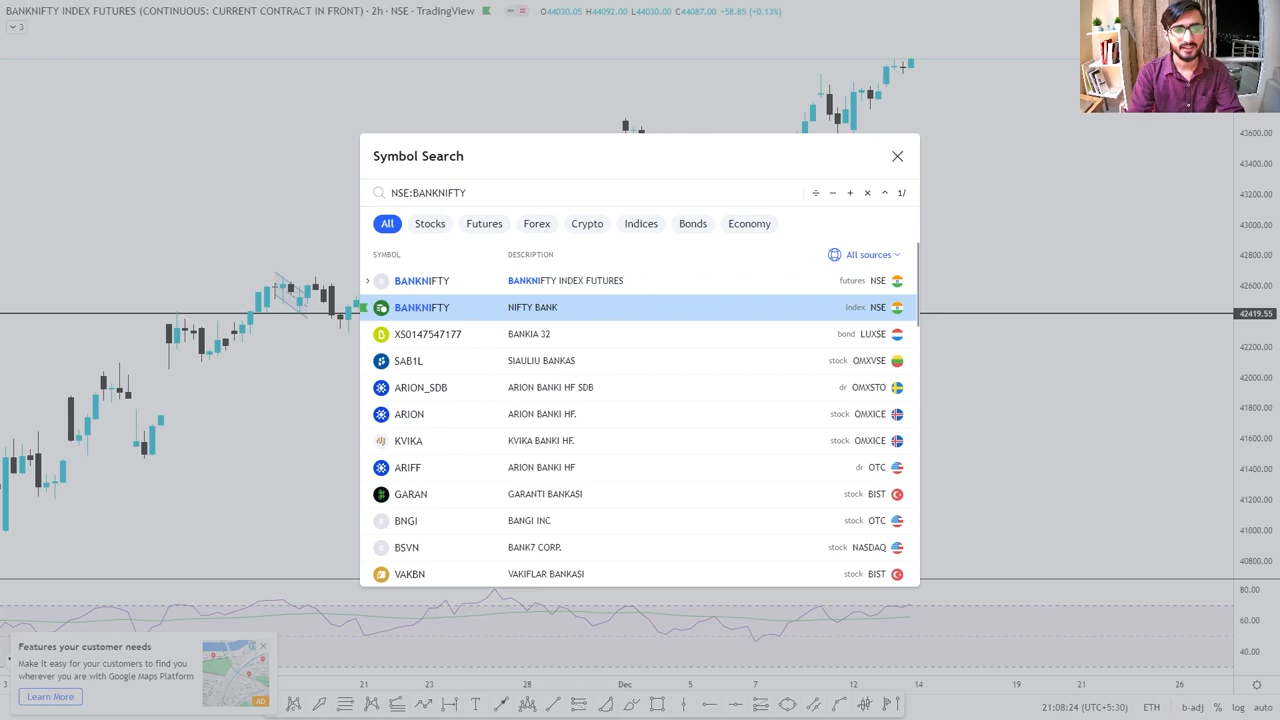 BANKNIFTY INDEX FUTURES (CONTINUOUS: CURRENT CONTRACT IN FRONT) · 2h · NSE · TradingView
O44030.05 H44092.00 L44030.00 C44087.00 +58.85 (+0.13%)
3
Symbol Search
NSE:BANKNIFTY
÷ − + × ^ 1/
All Stocks Futures Forex Crypto Indices Bonds Economy
SYMBOL DESCRIPTION All sources
BANKNIFTY BANKNIFTY INDEX FUTURES futures NSE
BANKNIFTY NIFTY BANK index NSE
XS0147547177 BANKIA 32 bond LUXSE
SAB1L SIAULIU BANKAS stock OMXVSE
ARION_SDB ARION BANKI HF SDB dr OMXSTO
ARION ARION BANKI HF. stock OMXICE
KVIKA KVIKA BANKI HF. stock OMXICE
ARIFF ARION BANKI HF dr OTC
GARAN GARANTI BANKASI stock BIST
BNGI BANGI INC stock OTC
BSVN BANK7 CORP. stock NASDAQ
VAKBN VAKIFLAR BANKASI stock BIST
43600.00
43400.00
43200.00
43000.00
42800.00
42600.00
42419.55
42200.00
42000.00
41800.00
41600.00
41400.00
41200.00
41000.00
40800.00
80.00
60.00
40.00
Features your customer needs
Make it easy for your customers to find you
wherever you are with Google Maps Platform
Learn More
AD
3 21 23 28 Dec 5 7 12 14 19 21 26 28
21:08:24 (UTC+5:30) ETH b-adj % log auto